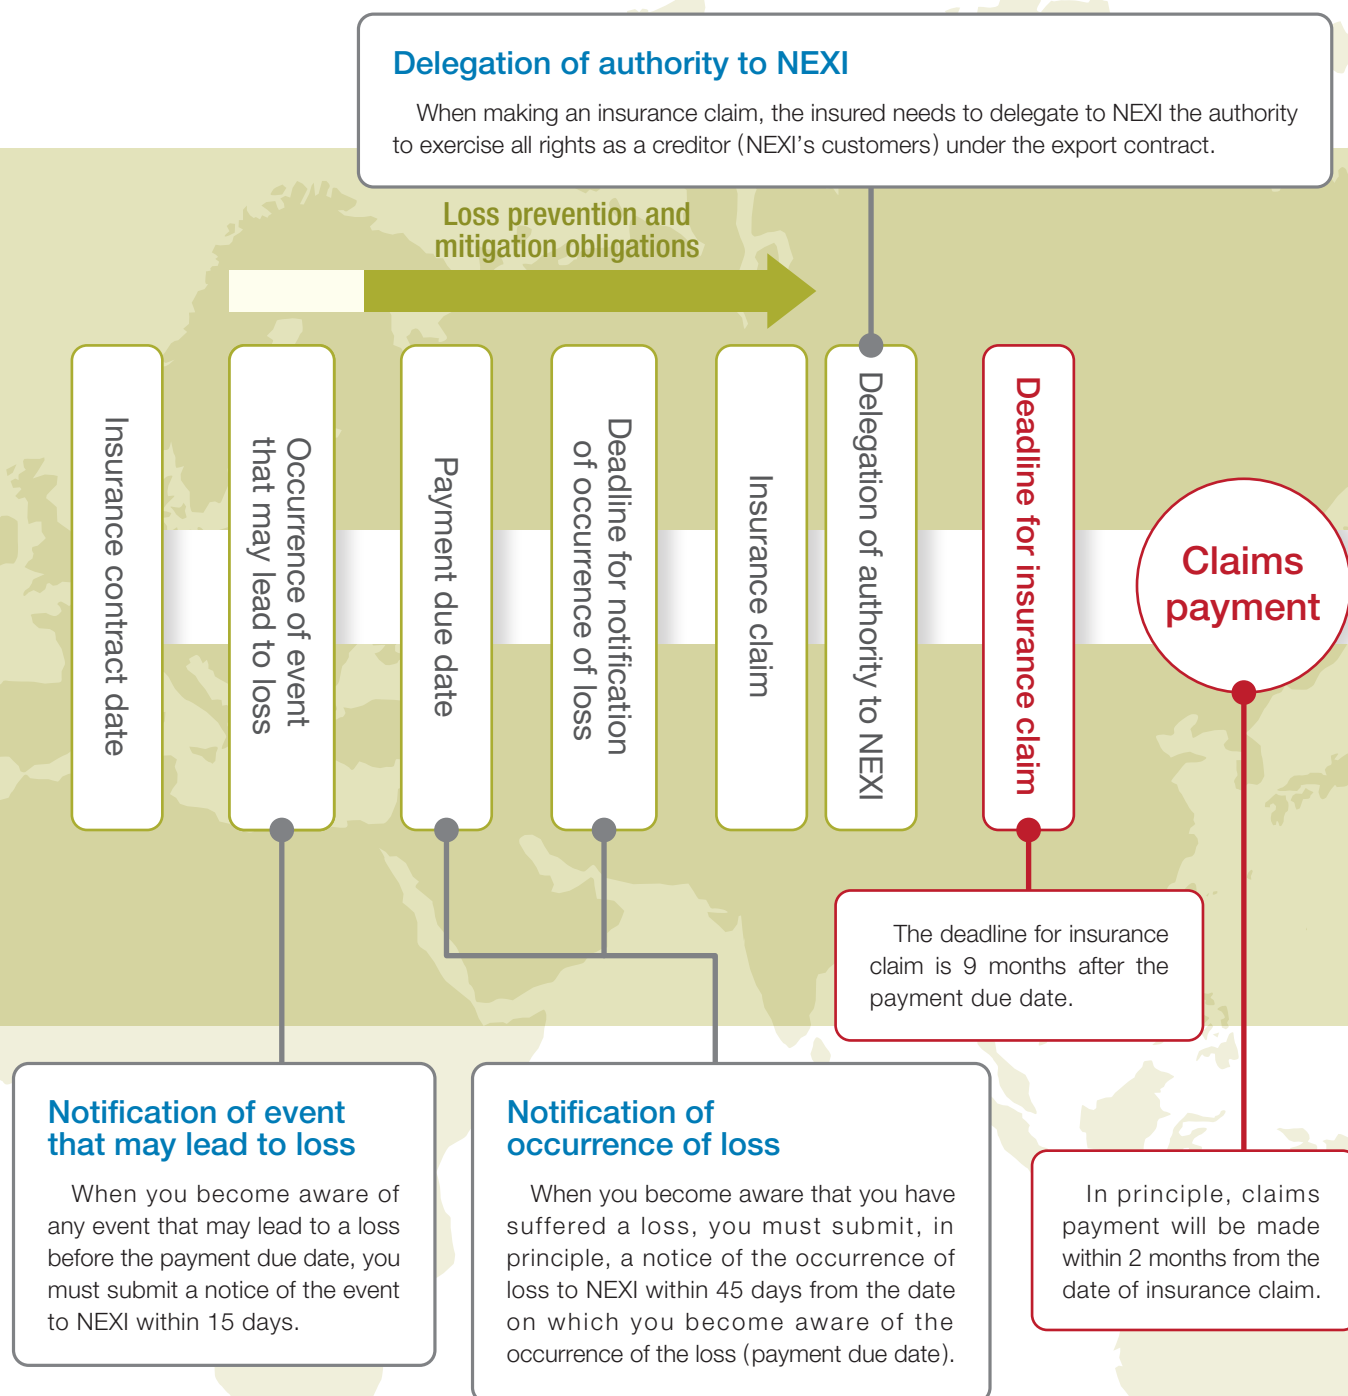 Delegation of authority to NEXI
When making an insurance claim, the insured needs to delegate to NEXI the authority
to exercise all rights as a creditor (NEXI's customers) under the export contract.
Loss prevention and
mitigation obligations
Insurance contract date
Occurrence of event
that may lead to loss
Payment due date
Deadline for notification
of occurrence of loss
Insurance claim
Delegation of authority to NEXI
Deadline for insurance claim
Claims
payment
The deadline for insurance
claim is 9 months after the
payment due date.
Notification of event
that may lead to loss
When you become aware of
any event that may lead to a loss
before the payment due date, you
must submit a notice of the event
to NEXI within 15 days.
Notification of
occurrence of loss
When you become aware that you have
suffered a loss, you must submit, in
principle, a notice of the occurrence of
loss to NEXI within 45 days from the date
on which you become aware of the
occurrence of the loss (payment due date).
In principle, claims
payment will be made
within 2 months from the
date of insurance claim.